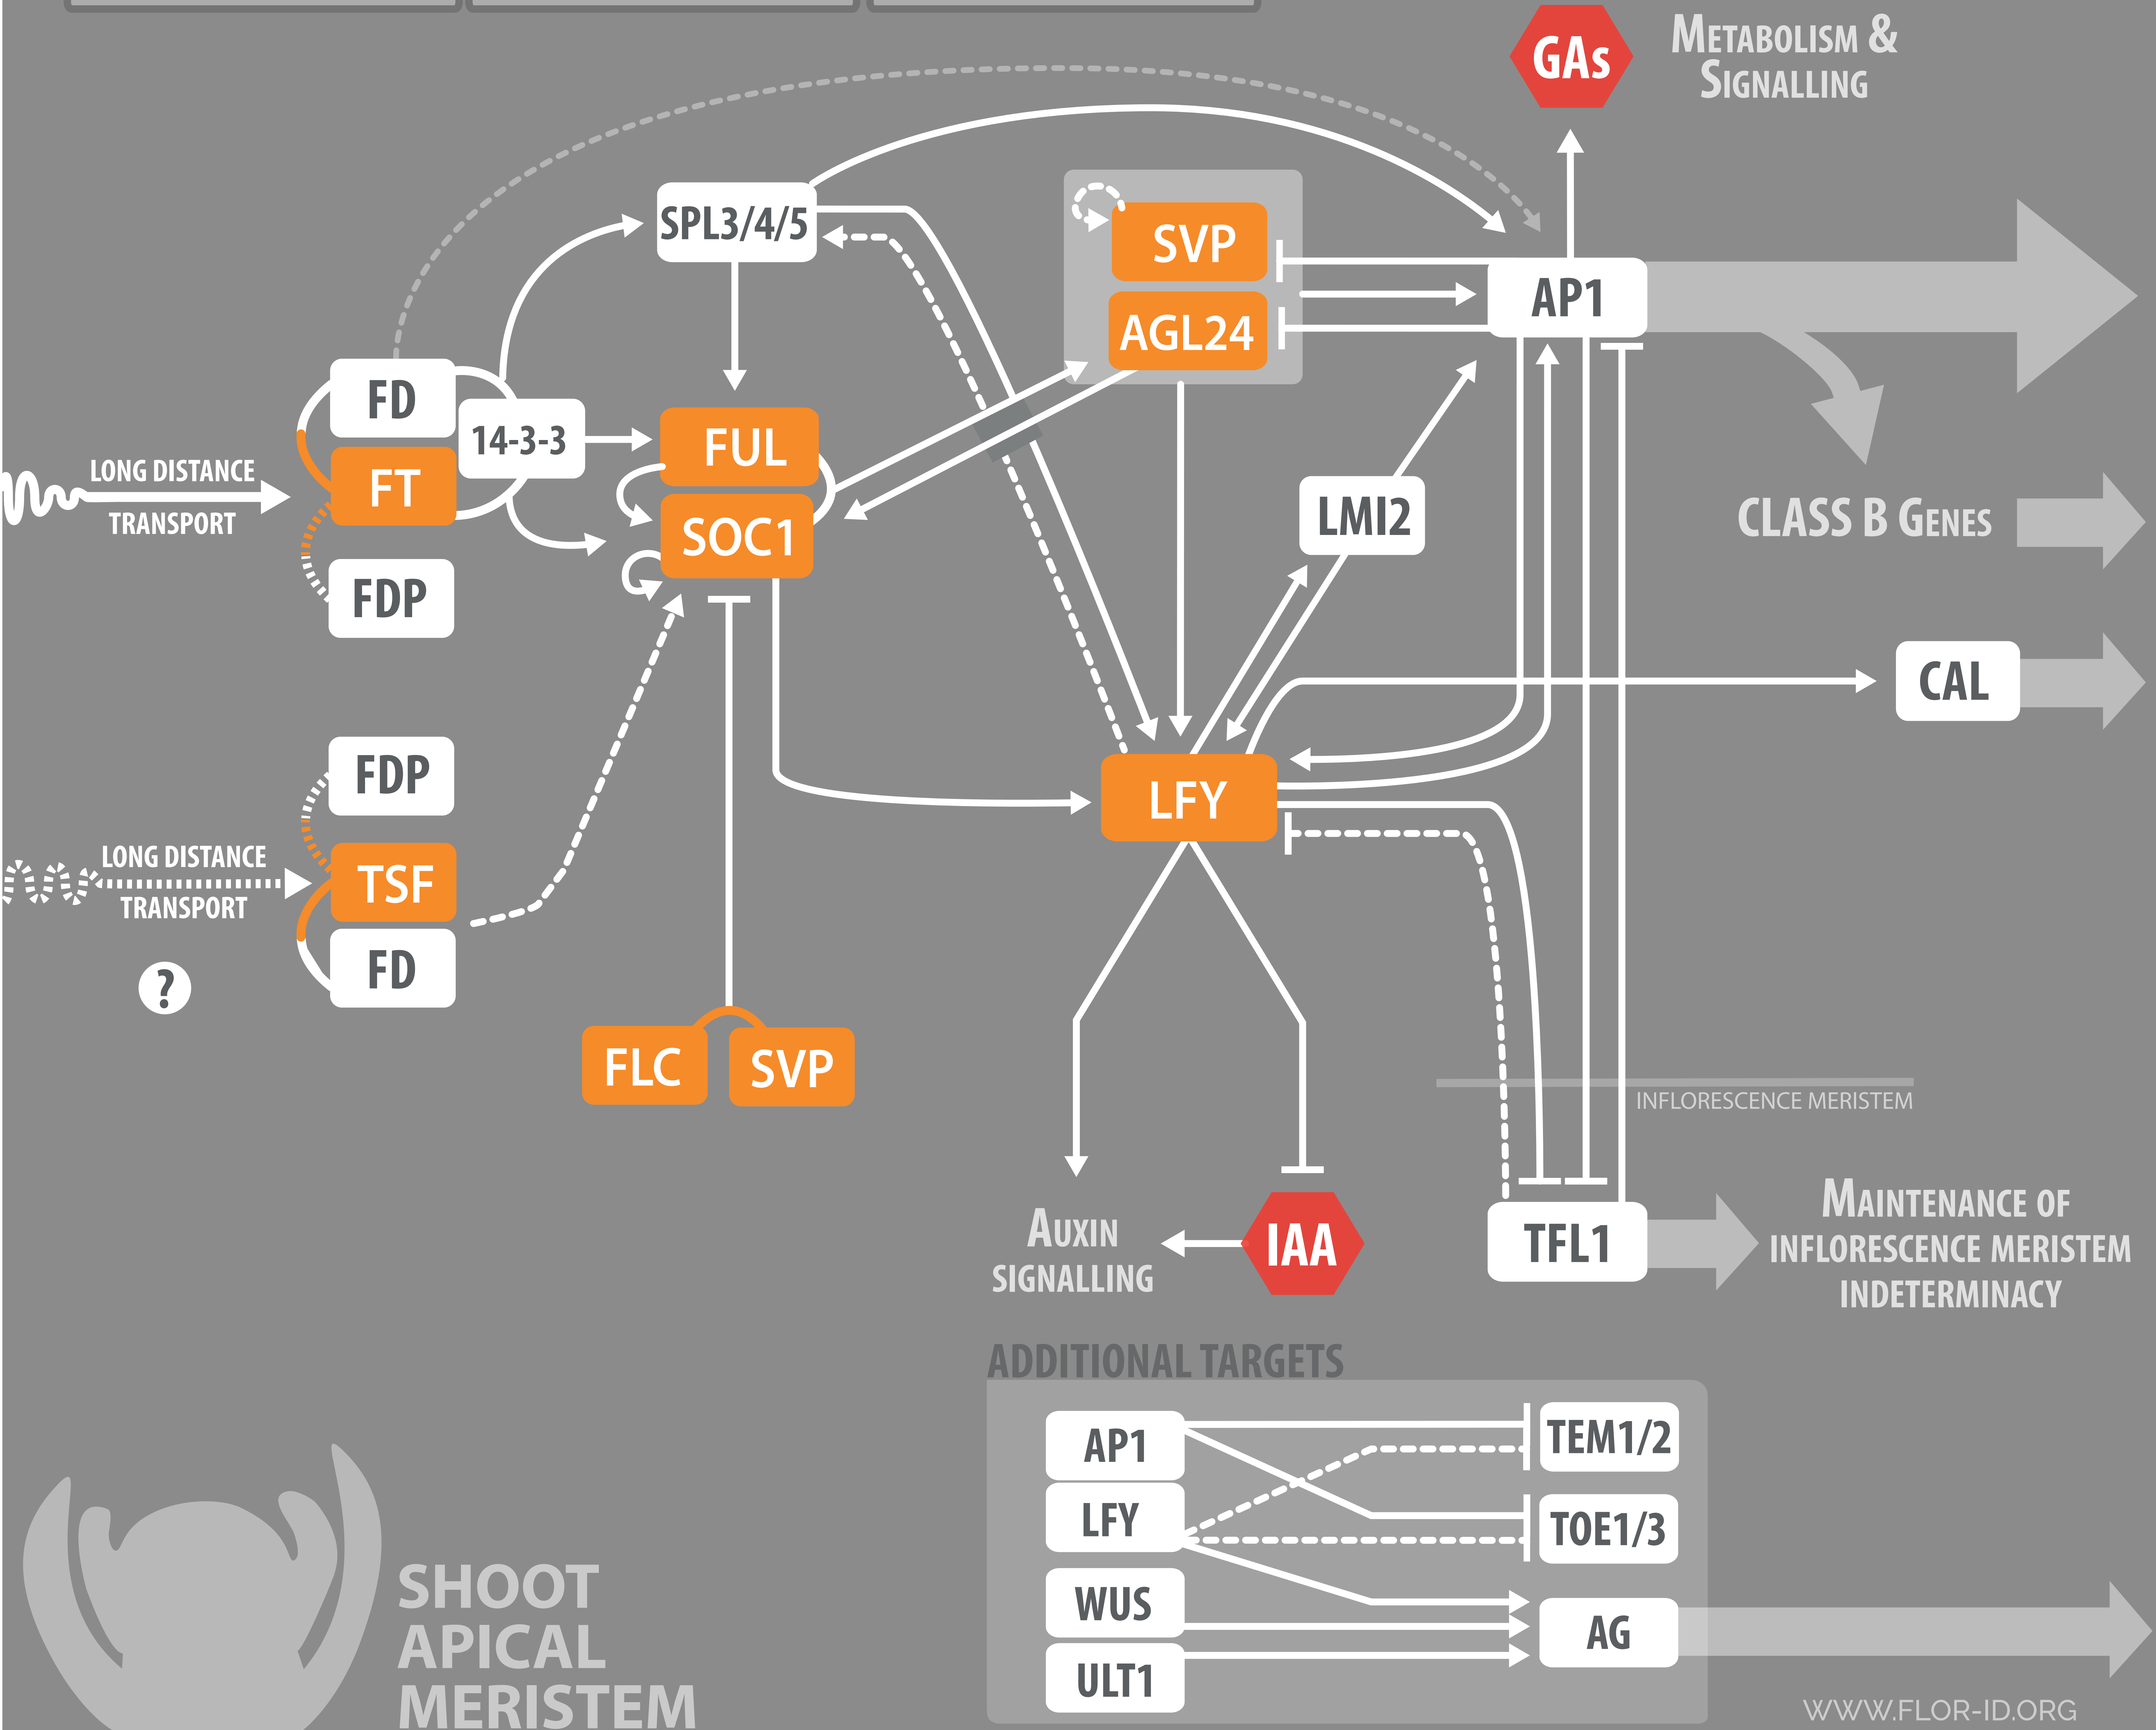 GAs
METABOLISM &
SIGNALLING
SPL3/4/5
SVP
AGL24
AP1
FD
14-3-3
FT
FUL
SOC1
LONG DISTANCE
TRANSPORT
FDP
LMI2
CLASS B GENES
CAL
FDP
LFY
LONG DISTANCE
TRANSPORT
TSF
FD
?
FLC
SVP
INFLORESCENCE MERISTEM
AUXIN
SIGNALLING
IAA
TFL1
MAINTENANCE OF
INFLORESCENCE MERISTEM
INDETERMINACY
ADDITIONAL TARGETS
AP1
TEM1/2
LFY
TOE1/3
WUS
AG
ULT1
SHOOT
APICAL
MERISTEM
WWW.FLOR-ID.ORG